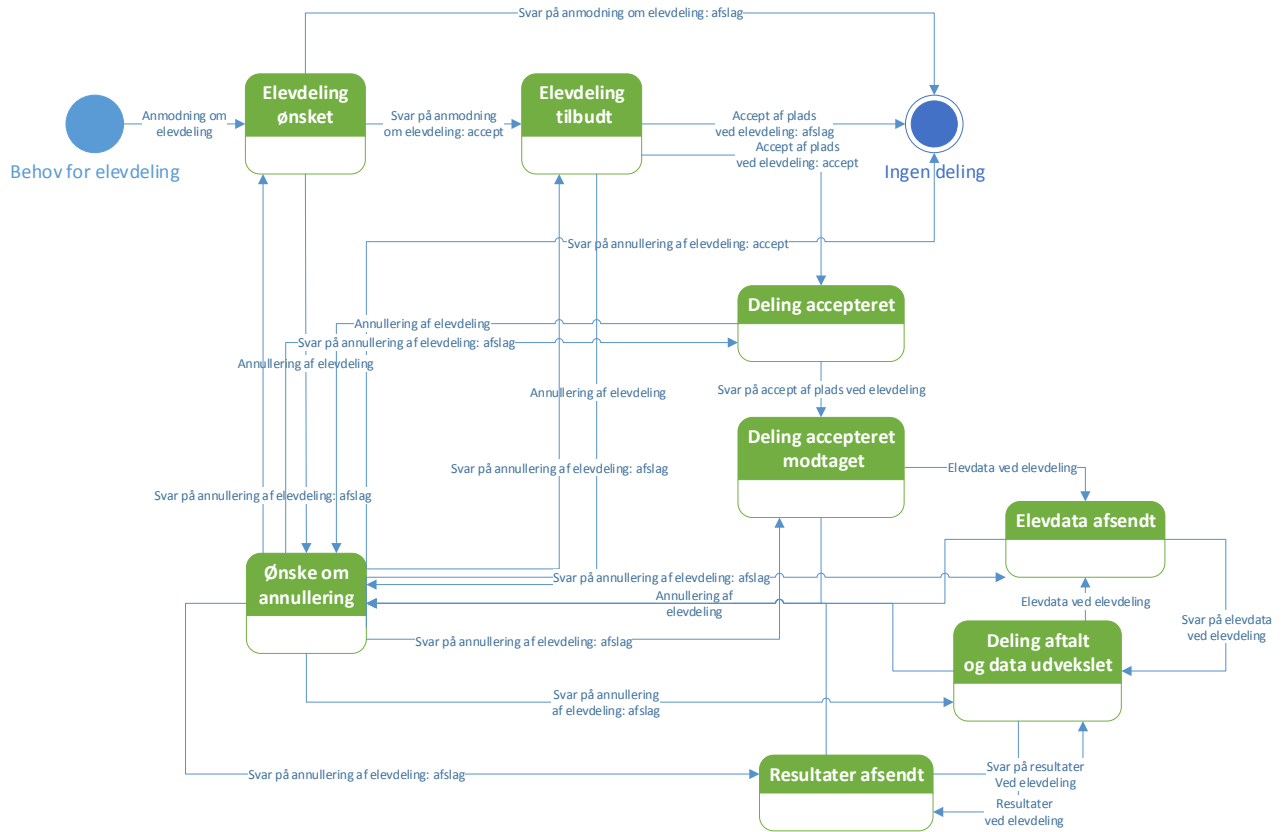 Svar på anmodning om elevdeling: afslag
Elevdeling
ønsket
Elevdeling
tilbudt
Anmodning om
elevdeling
Svar på anmodning
om elevdeling: accept
Accept af plads
ved elevdeling: afslag
Accept af plads
ved elevdeling: accept
Behov for elevdeling
Ingen deling
Svar på annullering af elevdeling: accept
Deling accepteret
Annullering af elevdeling
Svar på annullering af elevdeling: afslag
Annullering af elevdeling
Annullering af elevdeling
Svar på accept af plads ved elevdeling
Deling accepteret
modtaget
Svar på annullering af elevdeling: afslag
Elevdata ved elevdeling
Svar på annullering af elevdeling: afslag
Elevdata afsendt
Ønske om
annullering
Svar på annullering af elevdeling: afslag
Annullering af
elevdeling
Elevdata ved elevdeling
Svar på elevdata
ved elevdeling
Svar på annullering af elevdeling: afslag
Deling aftalt
og data udvekslet
Svar på annullering
af elevdeling: afslag
Svar på annullering af elevdeling: afslag
Resultater afsendt
Svar på resultater
Ved elevdeling
Resultater
ved elevdeling